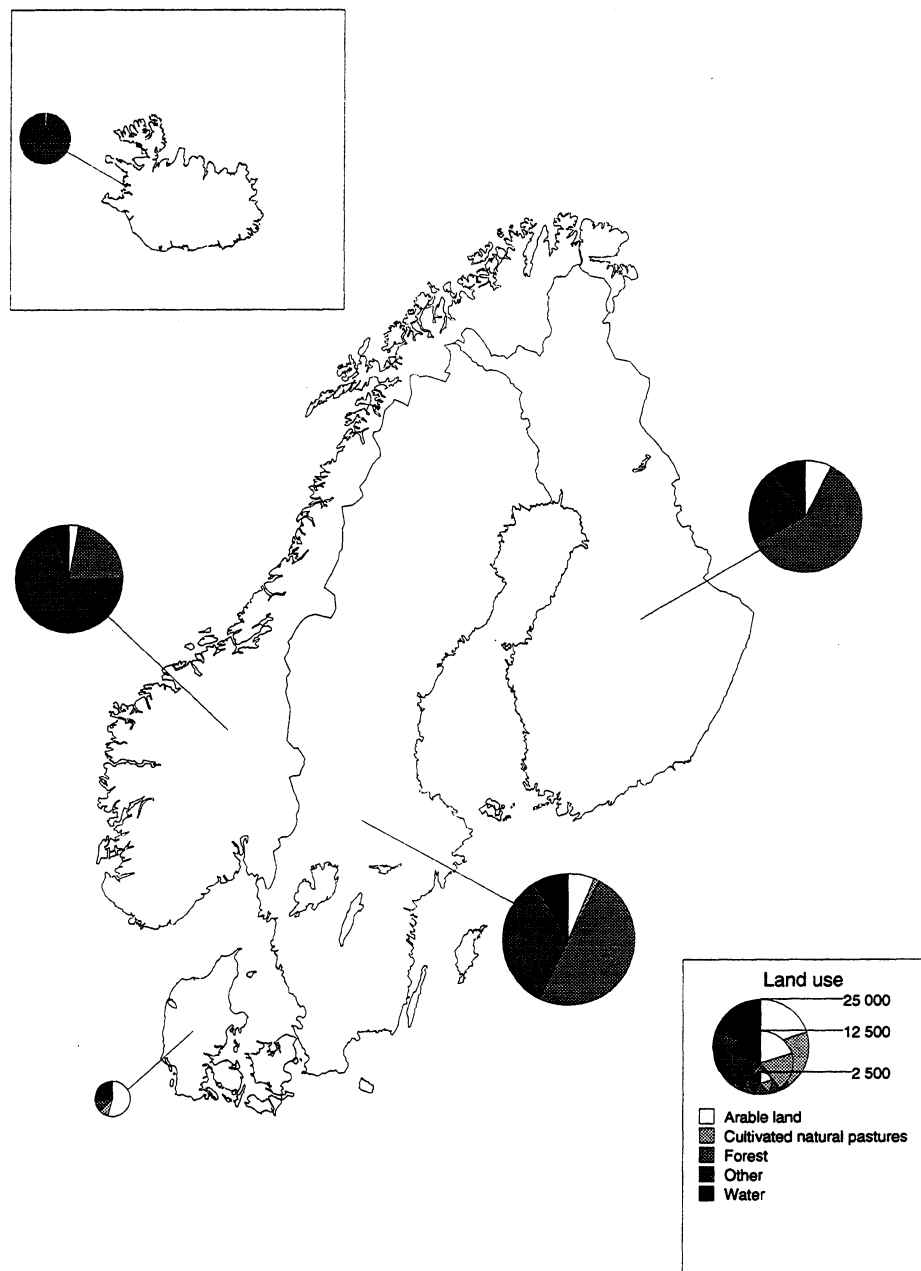 Land use
25 000
12 500
2 500
Arable land
Cultivated natural pastures
Forest
Other
Water